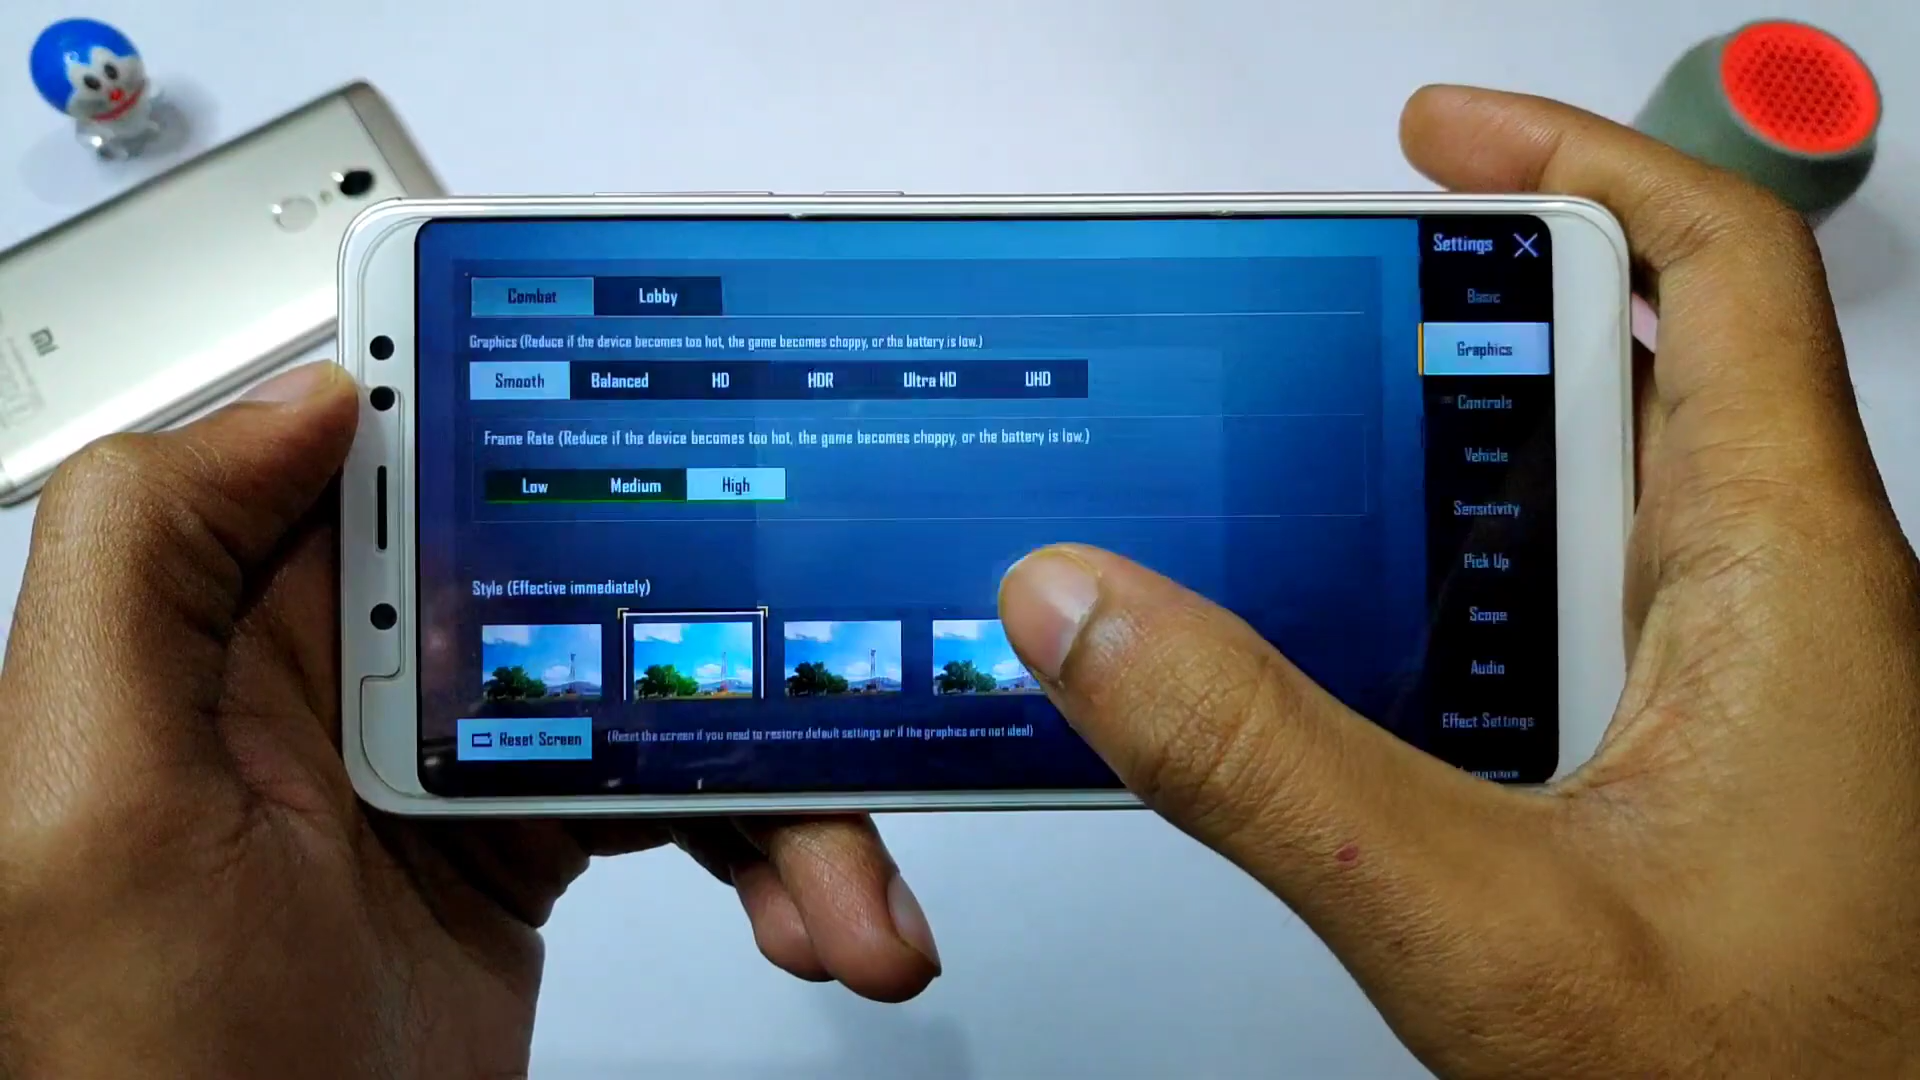 Settings
Combat Lobby
Basic
Graphics (Reduce if the device becomes too hot, the game becomes choppy, or the battery is low.)
Graphics
Smooth Balanced HD HDR Ultra HD UHD
Controls
Frame Rate (Reduce if the device becomes too hot, the game becomes choppy, or the battery is low.)
Vehicle
Low Medium High
Sensitivity
Pick Up
Style (Effective immediately)
Scope
Audio
Effect Settings
Reset Screen (Reset the screen if you need to restore default settings or if the graphics are not ideal)
mi